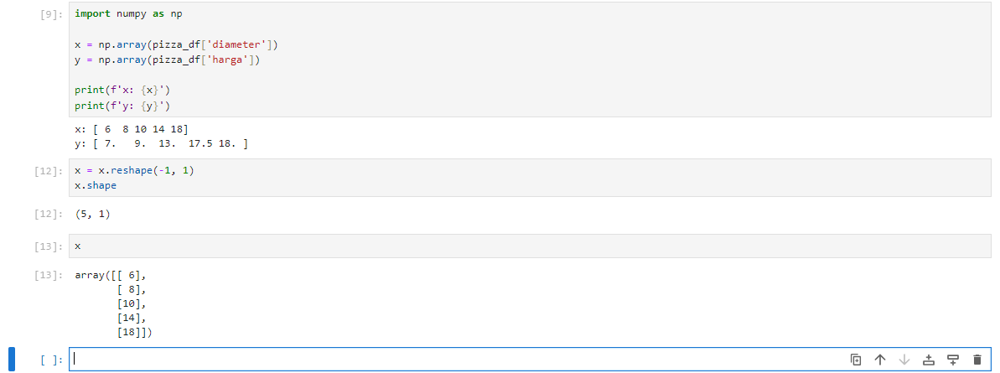 [9]: import numpy as np
x = np.array(pizza_df['diameter'])
y = np.array(pizza_df['harga'])
print(f'x: {x}')
print(f'y: {y}')
x: [ 6  8 10 14 18]
y: [ 7.   9.  13.  17.5 18. ]
[12]: x = x.reshape(-1, 1)
x.shape
[12]: (5, 1)
[13]: x
[13]: array([[ 6],
[ 8],
[10],
[14],
[18]])
[ ]: